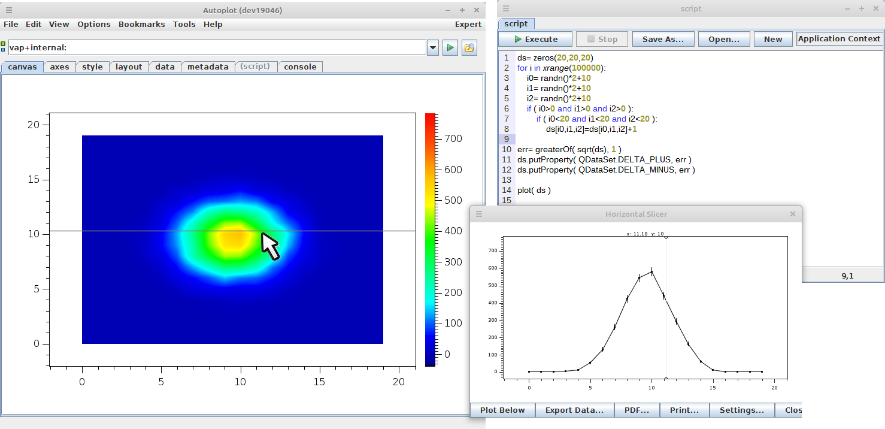 Autoplot (dev19046)
File Edit View Options Bookmarks Tools Help Expert
vap+internal:
canvas axes style layout data metadata (script) console
20
15
10
5
0
0 5 10 15 20
700
600
500
400
300
200
100
0
script
script
Execute Stop Save As... Open... New Application Context
1 ds= zeros(20,20,20)
2 for i in xrange(100000):
3 i0= randn()*2+10
4 i1= randn()*2+10
5 i2= randn()*2+10
6 if ( i0>0 and i1>0 and i2>0 ):
7 if ( i0<20 and i1<20 and i2<20 ):
8 ds[i0,i1,i2]=ds[i0,i1,i2]+1
9
10 err= greaterOf( sqrt(ds), 1 )
11 ds.putProperty( QDataSet.DELTA_PLUS, err )
12 ds.putProperty( QDataSet.DELTA_MINUS, err )
13
14 plot( ds )
15
9,1
Horizontal Slicer
x: 11.18 y: 10
700
600
500
400
300
200
100
0
0 5 10 15 20
Plot Below Export Data... PDF... Print... Settings... Clos